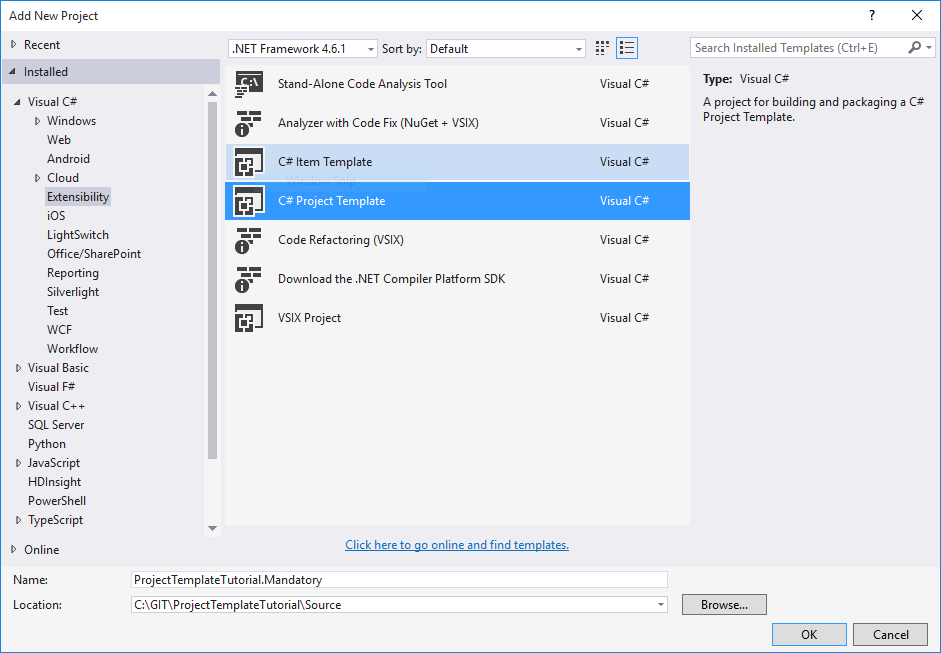 Add New Project
?
Recent
.NET Framework 4.6.1 Sort by: Default
Search Installed Templates (Ctrl+E)
Installed
Visual C#
Windows
Web
Android
Cloud
Extensibility
iOS
LightSwitch
Office/SharePoint
Reporting
Silverlight
Test
WCF
Workflow
Visual Basic
Visual F#
Visual C++
SQL Server
Python
JavaScript
HDInsight
PowerShell
TypeScript
Online
C:\
Stand-Alone Code Analysis Tool Visual C#
Analyzer with Code Fix (NuGet + VSIX) Visual C#
C# Item Template Visual C#
Window Snip
C# Project Template Visual C#
Code Refactoring (VSIX) Visual C#
Download the .NET Compiler Platform SDK Visual C#
VSIX Project Visual C#
Click here to go online and find templates.
Type: Visual C#
A project for building and packaging a C#
Project Template.
Name: ProjectTemplateTutorial.Mandatory
Location: C:\GIT\ProjectTemplateTutorial\Source
Browse...
OK Cancel